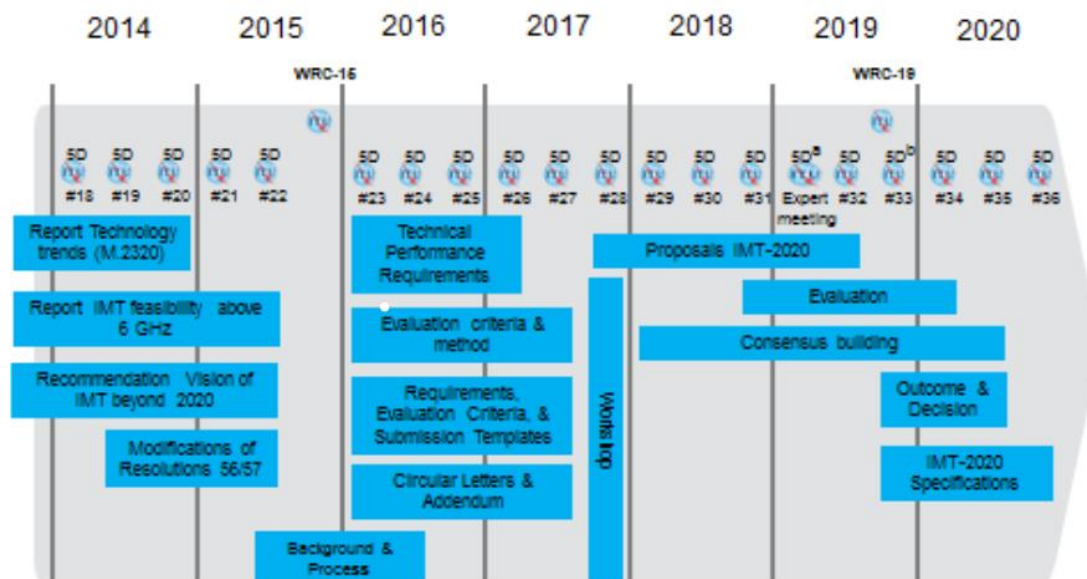 2014 2015 2016 2017 2018 2019 2020
WRC-15 WRC-19
5D 5D 5D 5D 5D 5D 5D 5D 5D 5D 5D 5D 5D 5D 5Dᵃ 5D 5Dᵇ 5D 5D 5D
#18 #19 #20 #21 #22 #23 #24 #25 #26 #27 #28 #29 #30 #31 Expert #32 #33 #34 #35 #36
meeting
Report Technology
trends (M.2320)
Technical
Performance
Requirements
Proposals IMT-2020
Report IMT feasibility above
6 GHz
Evaluation
Evaluation criteria &
method
Consensus building
Recommendation Vision of
IMT beyond 2020
Requirements,
Evaluation Criteria, &
Submission Templates
Workshop
Outcome &
Decision
Modifications of
Resolutions 56/57
Circular Letters &
Addendum
IMT-2020
Specifications
Background &
Process